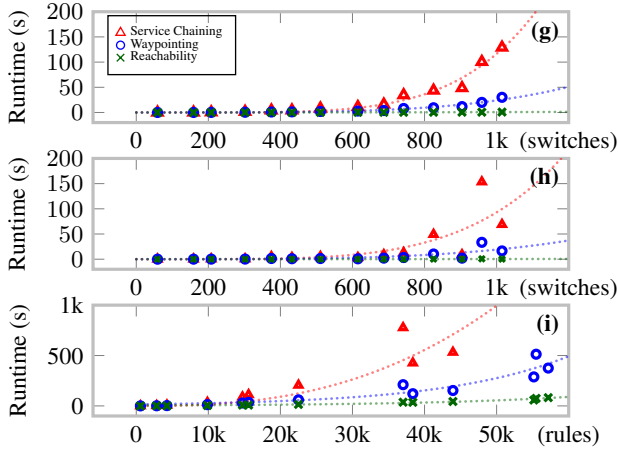 200
150
100
50
0
Runtime (s)
Service Chaining
Waypointing
Reachability
(g)
0 200 400 600 800 1k (switches)
200
150
100
50
0
Runtime (s)
(h)
0 200 400 600 800 1k (switches)
1k
500
0
Runtime (s)
(i)
0 10k 20k 30k 40k 50k (rules)